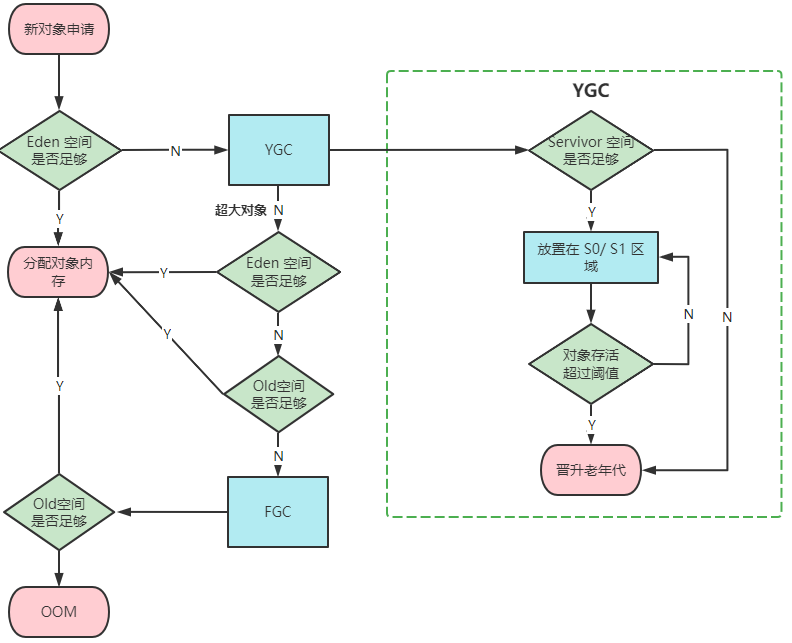 新对象申请
Eden 空间
是否足够
N
YGC
Y
超大对象 N
分配对象内
存
Eden 空间
是否足够
Y
Y
N
Old空间
是否足够
Y
N
Old空间
是否足够
FGC
OOM
YGC
Servivor 空间
是否足够
Y
放置在 S0/ S1 区
域
N
N
对象存活
超过阈值
Y
晋升老年代